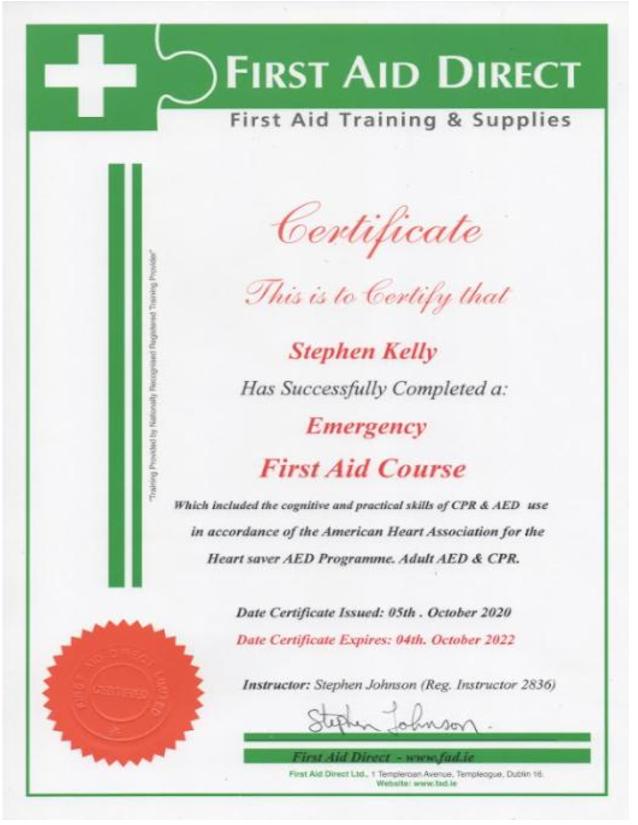 FIRST AID DIRECT
First Aid Training & Supplies
Certificate
This is to Certify that
Stephen Kelly
Has Successfully Completed a:
Emergency
First Aid Course
Which included the cognitive and practical skills of CPR & AED use
in accordance of the American Heart Association for the
Heart saver AED Programme. Adult AED & CPR.
"Training Provided by Nationally Recognised Registered Training Provider"
Date Certificate Issued: 05th . October 2020
Date Certificate Expires: 04th. October 2022
Instructor: Stephen Johnson (Reg. Instructor 2836)
Stephen Johnson.
FIRST AID DIRECT LIMITED
CERTIFIED
First Aid Direct - www.fad.ie
First Aid Direct Ltd., 1 Templeroan Avenue, Templeogue, Dublin 16.
Website: www.fad.ie